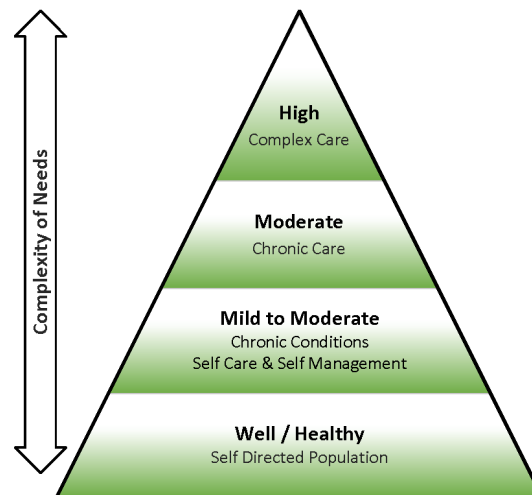 Complexity of Needs
High
Complex Care
Moderate
Chronic Care
Mild to Moderate
Chronic Conditions
Self Care & Self Management
Well / Healthy
Self Directed Population